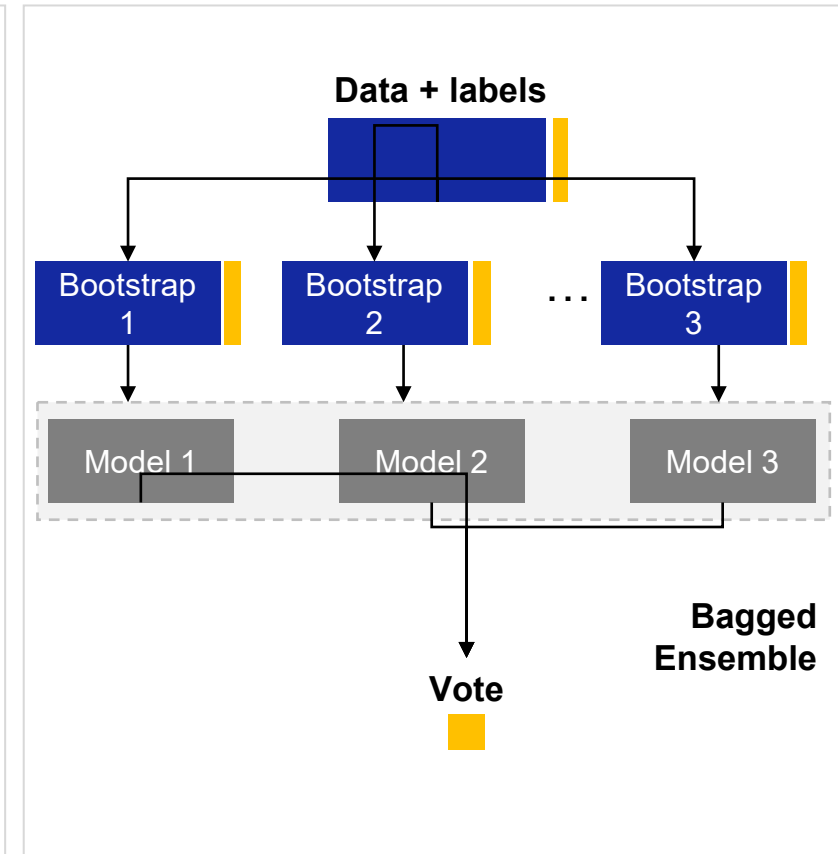 Data + labels
Bootstrap
1
Bootstrap
2
...
Bootstrap
3
Model 1
Model 2
Model 3
Bagged
Ensemble
Vote